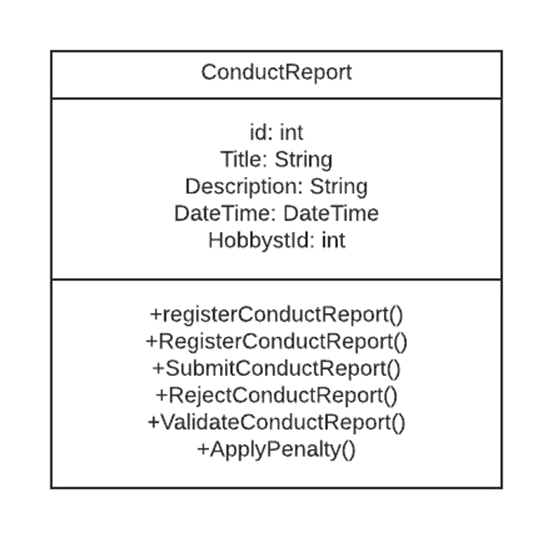 ConductReport
id: int
Title: String
Description: String
DateTime: DateTime
HobbystId: int
+registerConductReport()
+RegisterConductReport()
+SubmitConductReport()
+RejectConductReport()
+ValidateConductReport()
+ApplyPenalty()